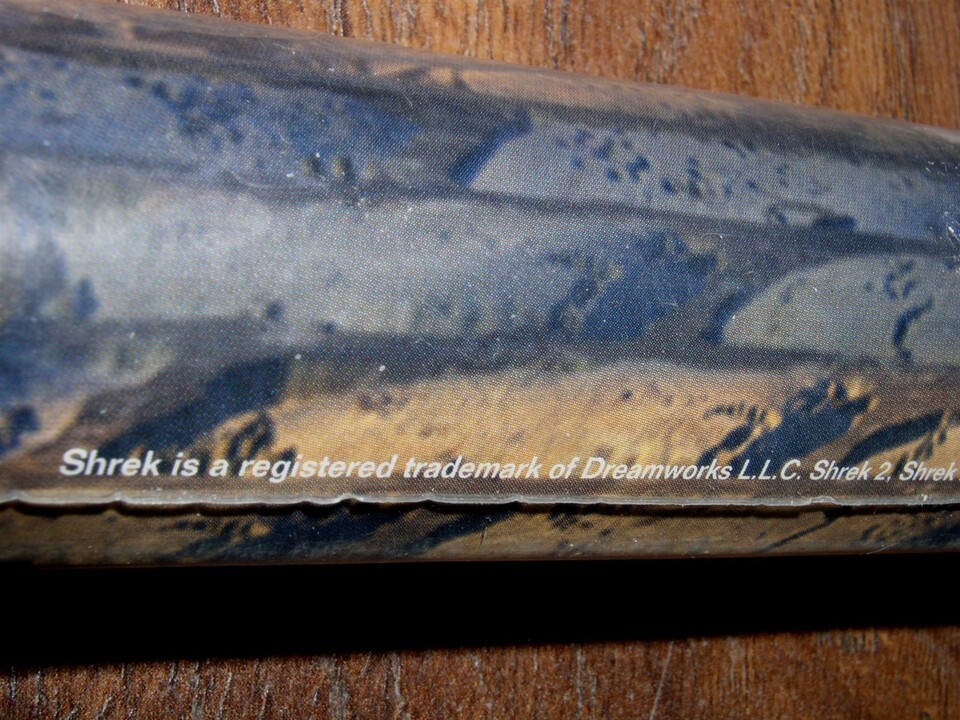 Shrek is a registered trademark of Dreamworks L.L.C. Shrek 2, Shrek